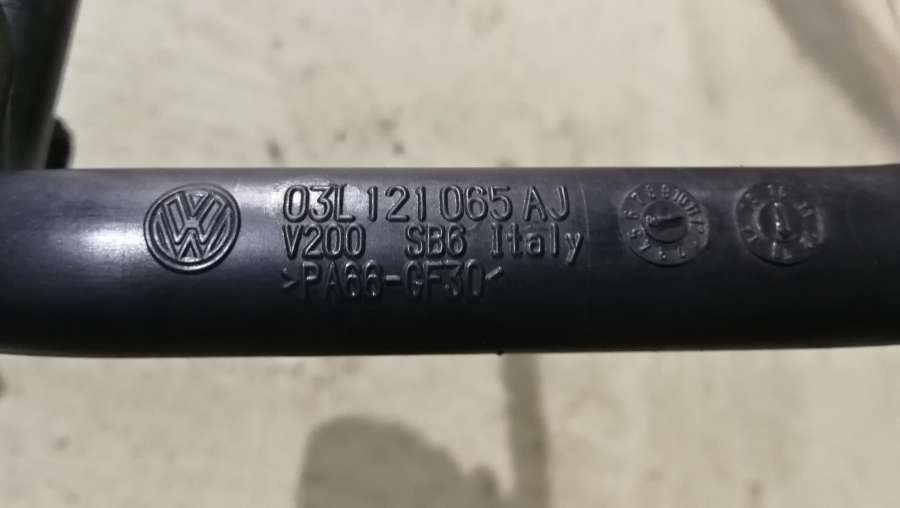 03L 121 065 AJ
V200 SB6 Italy
>PA66-GF30<